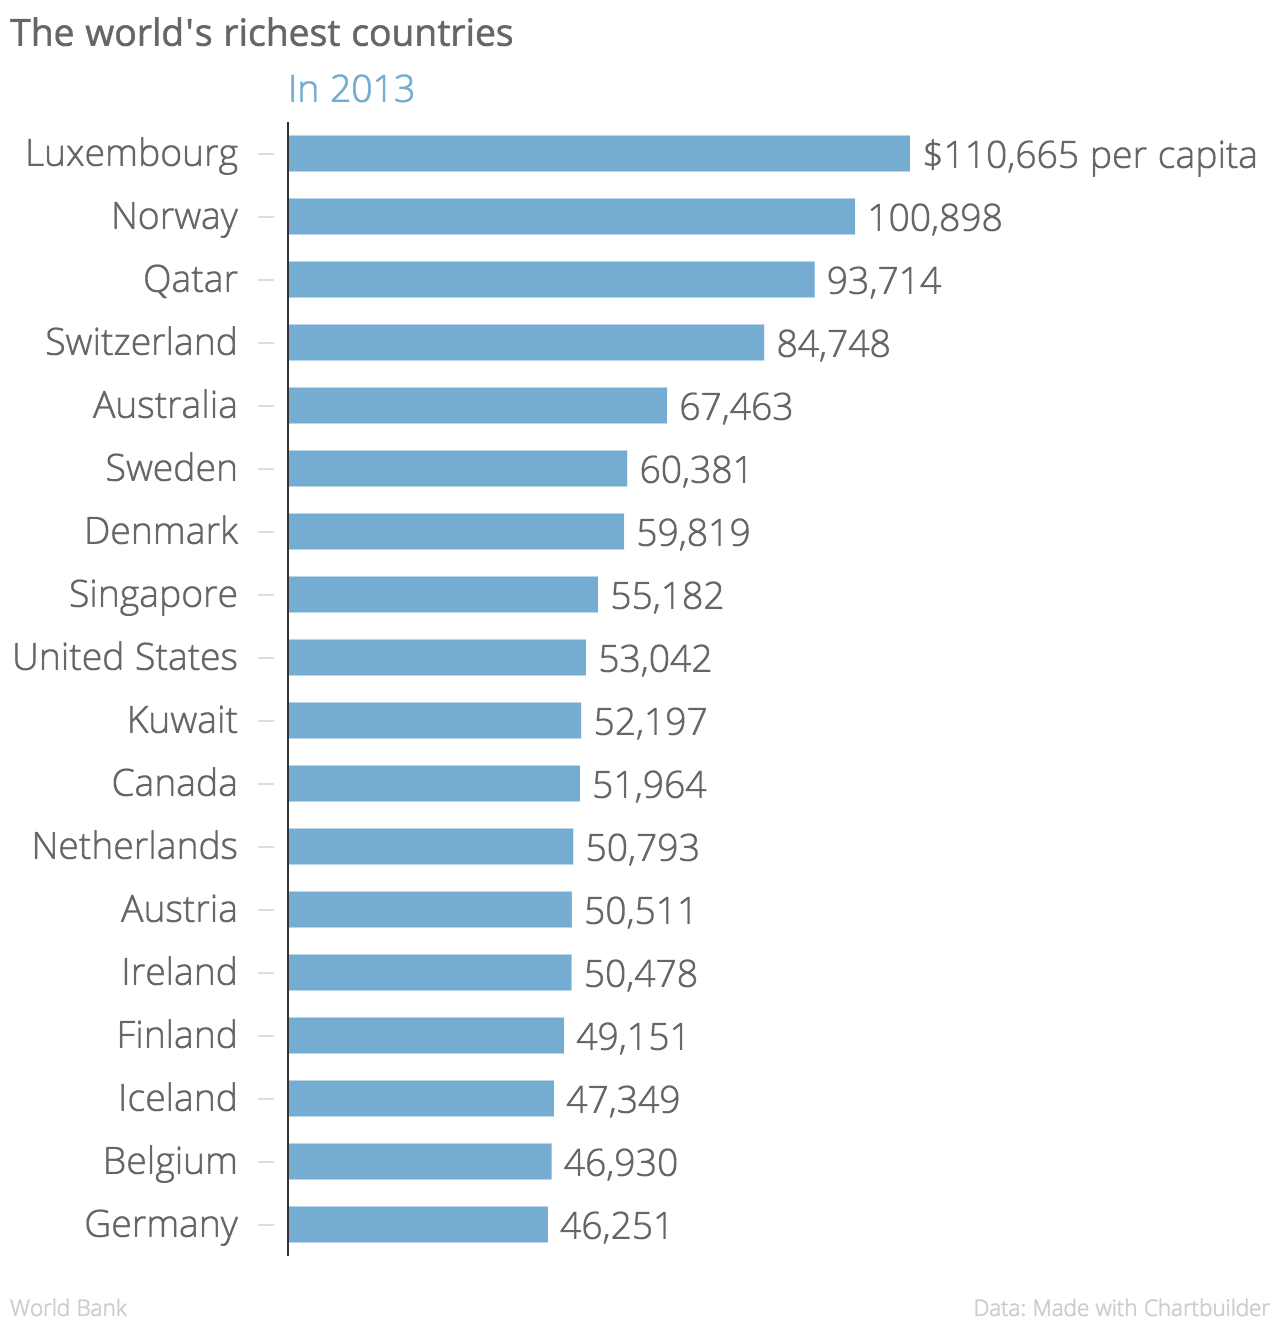 The world's richest countries
In 2013
Luxembourg $110,665 per capita
Norway 100,898
Qatar 93,714
Switzerland 84,748
Australia 67,463
Sweden 60,381
Denmark 59,819
Singapore 55,182
United States 53,042
Kuwait 52,197
Canada 51,964
Netherlands 50,793
Austria 50,511
Ireland 50,478
Finland 49,151
Iceland 47,349
Belgium 46,930
Germany 46,251
World Bank Data: Made with Chartbuilder